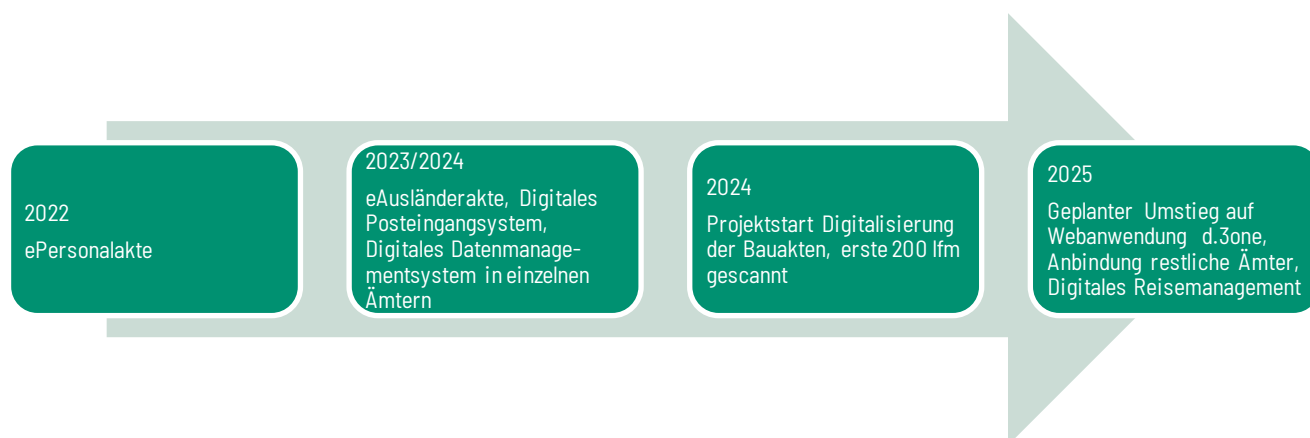 2022
ePersonalakte
2023/2024
eAusländerakte, Digitales
Posteingangsystem,
Digitales Datenmanage-
mentsystem in einzelnen
Ämtern
2024
Projektstart Digitalisierung
der Bauakten, erste 200 lfm
gescannt
2025
Geplanter Umstieg auf
Webanwendung d.3one,
Anbindung restliche Ämter,
Digitales Reisemanagement